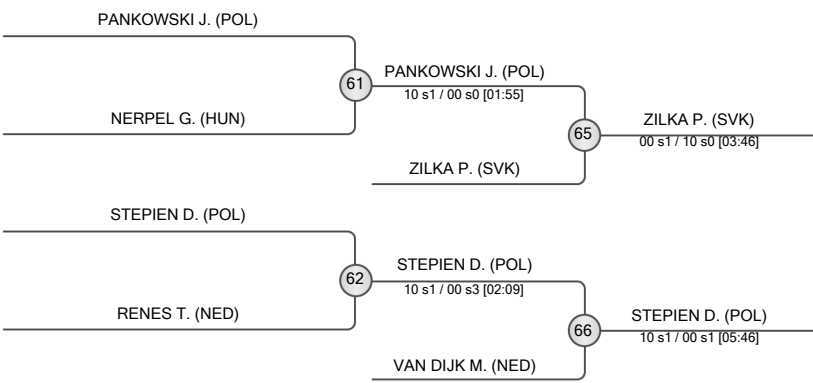 PANKOWSKI J. (POL)
61
PANKOWSKI J. (POL)
10 s1 / 00 s0 [01:55]
NERPEL G. (HUN)
65
ZILKA P. (SVK)
00 s1 / 10 s0 [03:46]
ZILKA P. (SVK)
STEPIEN D. (POL)
62
STEPIEN D. (POL)
10 s1 / 00 s3 [02:09]
RENES T. (NED)
66
STEPIEN D. (POL)
10 s1 / 00 s1 [05:46]
VAN DIJK M. (NED)